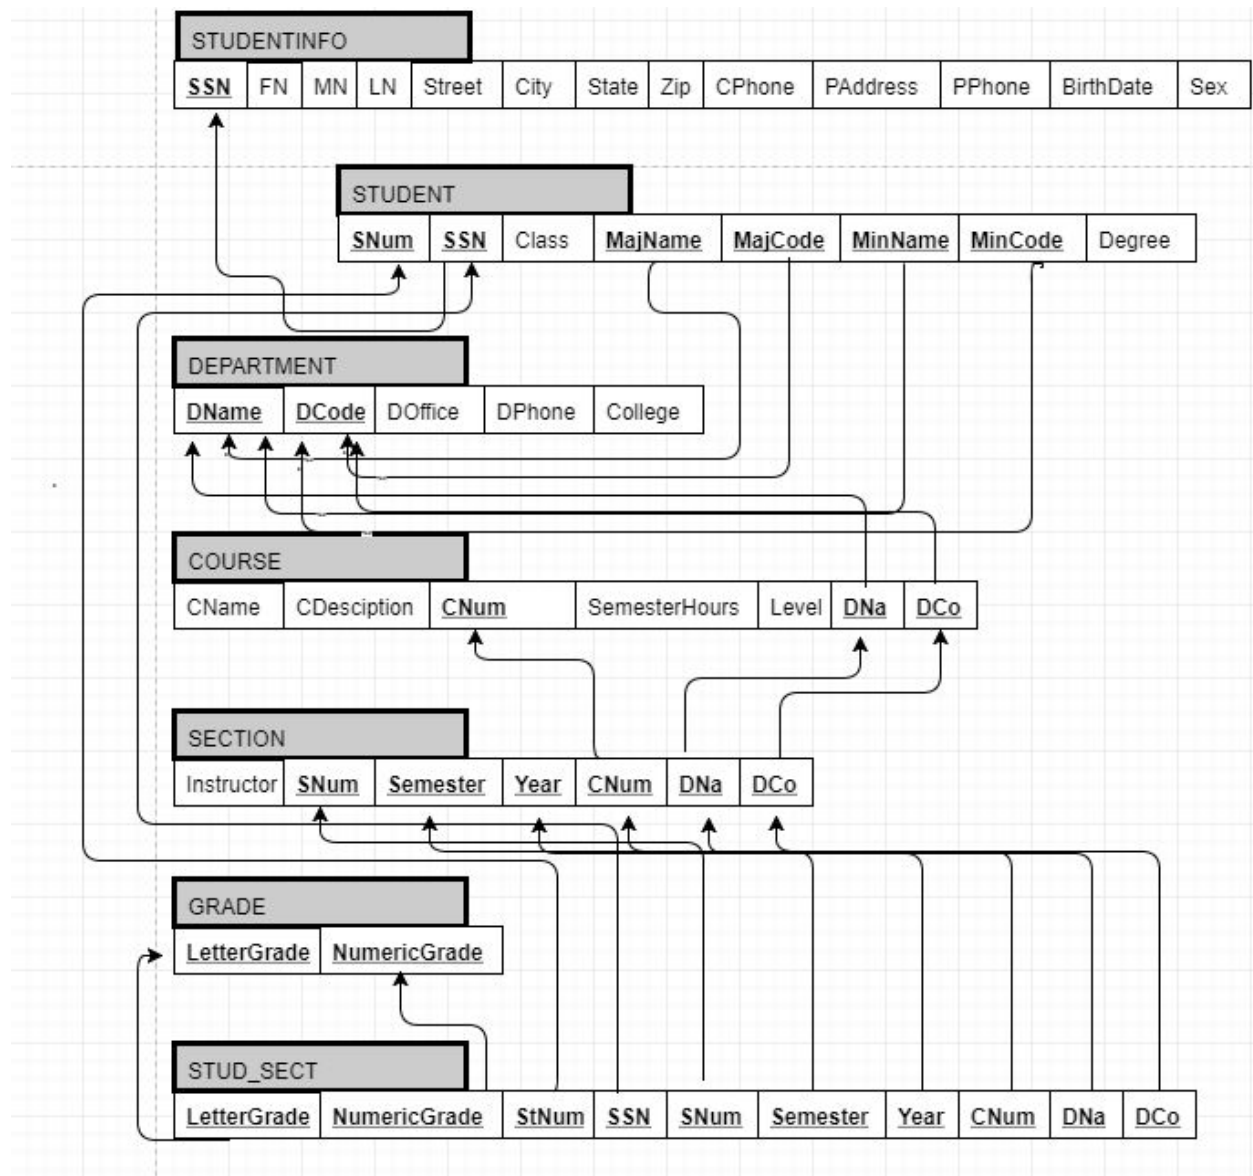 STUDENTINFO
SSN FN MN LN Street City State Zip CPhone PAddress PPhone BirthDate Sex
STUDENT
SNum SSN Class MajName MajCode MinName MinCode Degree
DEPARTMENT
DName DCode DOffice DPhone College
COURSE
CName CDesciption CNum SemesterHours Level DNa DCo
SECTION
Instructor SNum Semester Year CNum DNa DCo
GRADE
LetterGrade NumericGrade
STUD_SECT
LetterGrade NumericGrade StNum SSN SNum Semester Year CNum DNa DCo